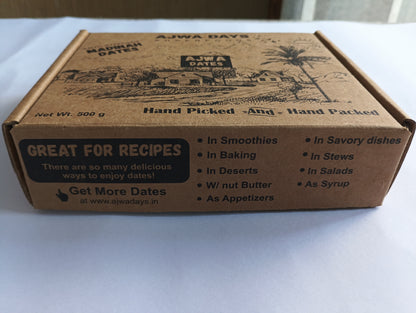 AJWA DAYS
MADINAH
DATES
AJWA
DATES
Net Wt. 500 g
Hand Picked -And- Hand Packed
GREAT FOR RECIPES
There are so many delicious
ways to enjoy dates!
Get More Dates
at www.ajwadays.in
• In Smoothies
• In Baking
• In Deserts
• W/ nut Butter
• As Appetizers
• In Savory dishes
• In Stews
• In Salads
• As Syrup